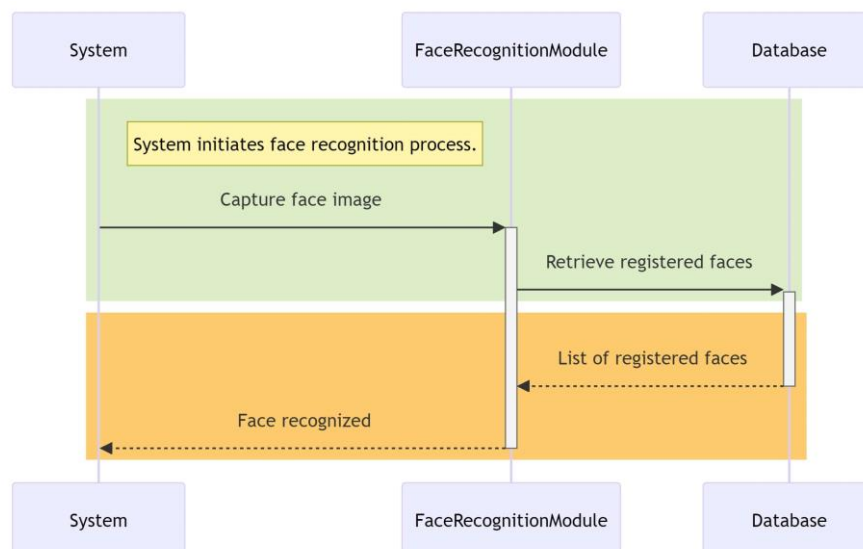 System
FaceRecognitionModule
Database
System initiates face recognition process.
Capture face image
Retrieve registered faces
List of registered faces
Face recognized
System
FaceRecognitionModule
Database